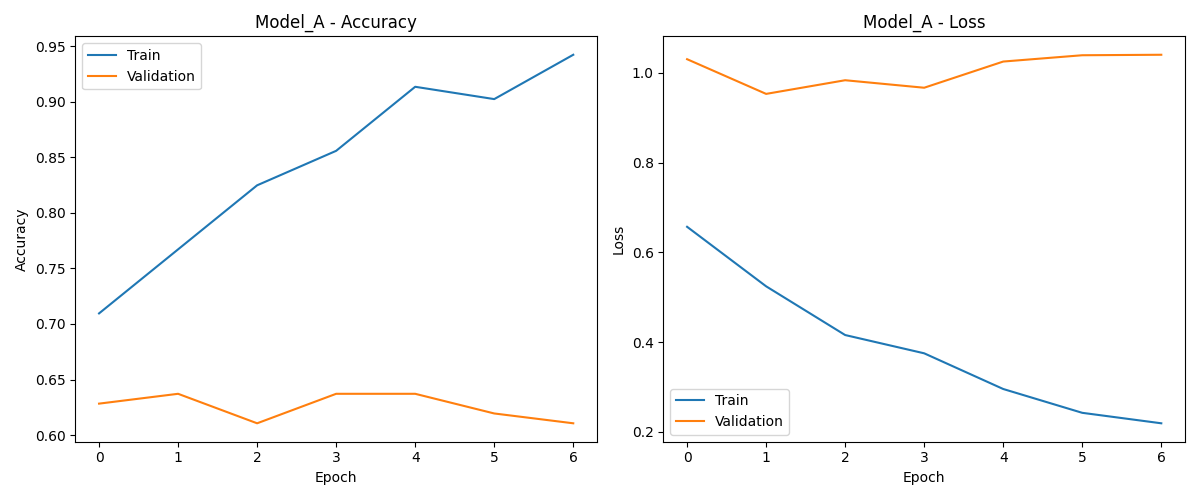 Model_A - Accuracy
Train
Validation
0.95
0.90
0.85
0.80
0.75
0.70
0.65
0.60
Accuracy
0 1 2 3 4 5 6
Epoch
Model_A - Loss
1.0
0.8
0.6
0.4
0.2
Loss
Train
Validation
0 1 2 3 4 5 6
Epoch